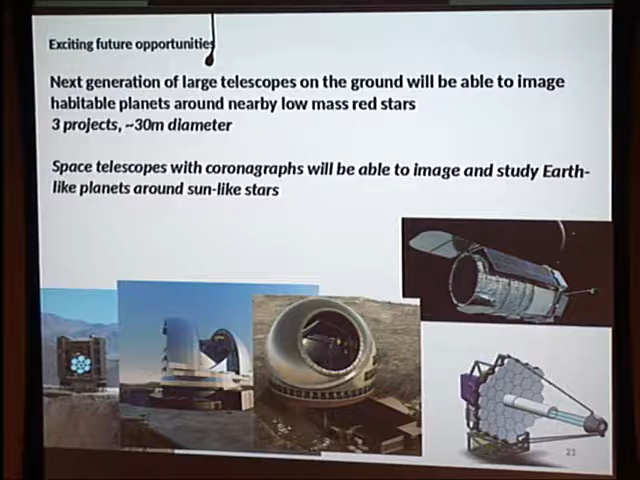 Exciting future opportunities
Next generation of large telescopes on the ground will be able to image
habitable planets around nearby low mass red stars
3 projects, ~30m diameter
Space telescopes with coronagraphs will be able to image and study Earth-
like planets around sun-like stars
23